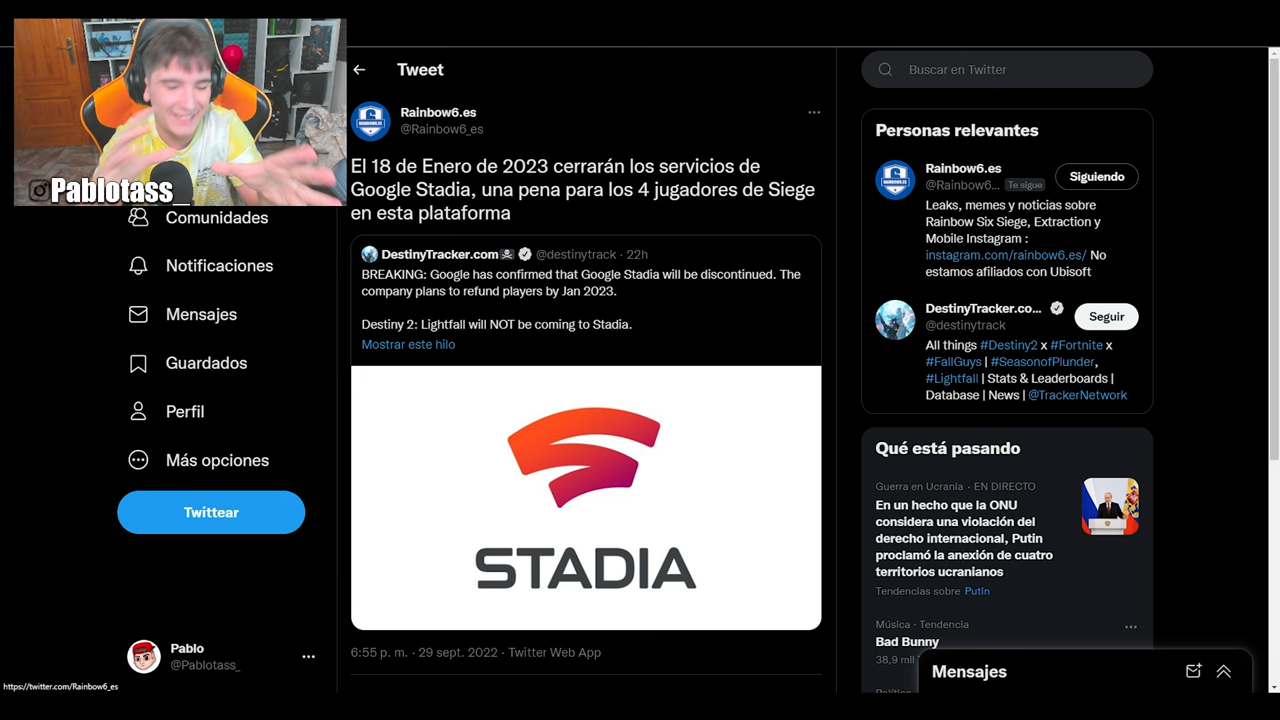 Pablotass_
Comunidades
Notificaciones
Mensajes
Guardados
Perfil
Más opciones
Twittear
Pablo
@Pablotass_
https://twitter.com/Rainbow6_es
Tweet
Rainbow6.es
@Rainbow6_es
El 18 de Enero de 2023 cerrarán los servicios de
Google Stadia, una pena para los 4 jugadores de Siege
en esta plataforma
DestinyTracker.com @destinytrack · 22h
BREAKING: Google has confirmed that Google Stadia will be discontinued. The
company plans to refund players by Jan 2023.
Destiny 2: Lightfall will NOT be coming to Stadia.
Mostrar este hilo
STADIA
6:55 p. m. · 29 sept. 2022 · Twitter Web App
Buscar en Twitter
Personas relevantes
Rainbow6.es
@Rainbow6... Te sigue
Siguiendo
Leaks, memes y noticias sobre
Rainbow Six Siege, Extraction y
Mobile Instagram :
instagram.com/rainbow6.es/ No
estamos afiliados con Ubisoft
DestinyTracker.co...
@destinytrack
Seguir
All things #Destiny2 x #Fortnite x
#FallGuys | #SeasonofPlunder,
#Lightfall | Stats & Leaderboards |
Database | News | @TrackerNetwork
Qué está pasando
Guerra en Ucrania · EN DIRECTO
En un hecho que la ONU
considera una violación del
derecho internacional, Putin
proclamó la anexión de cuatro
territorios ucranianos
Tendencias sobre Putin
Música · Tendencia
Bad Bunny
38,9 mil
Mensajes